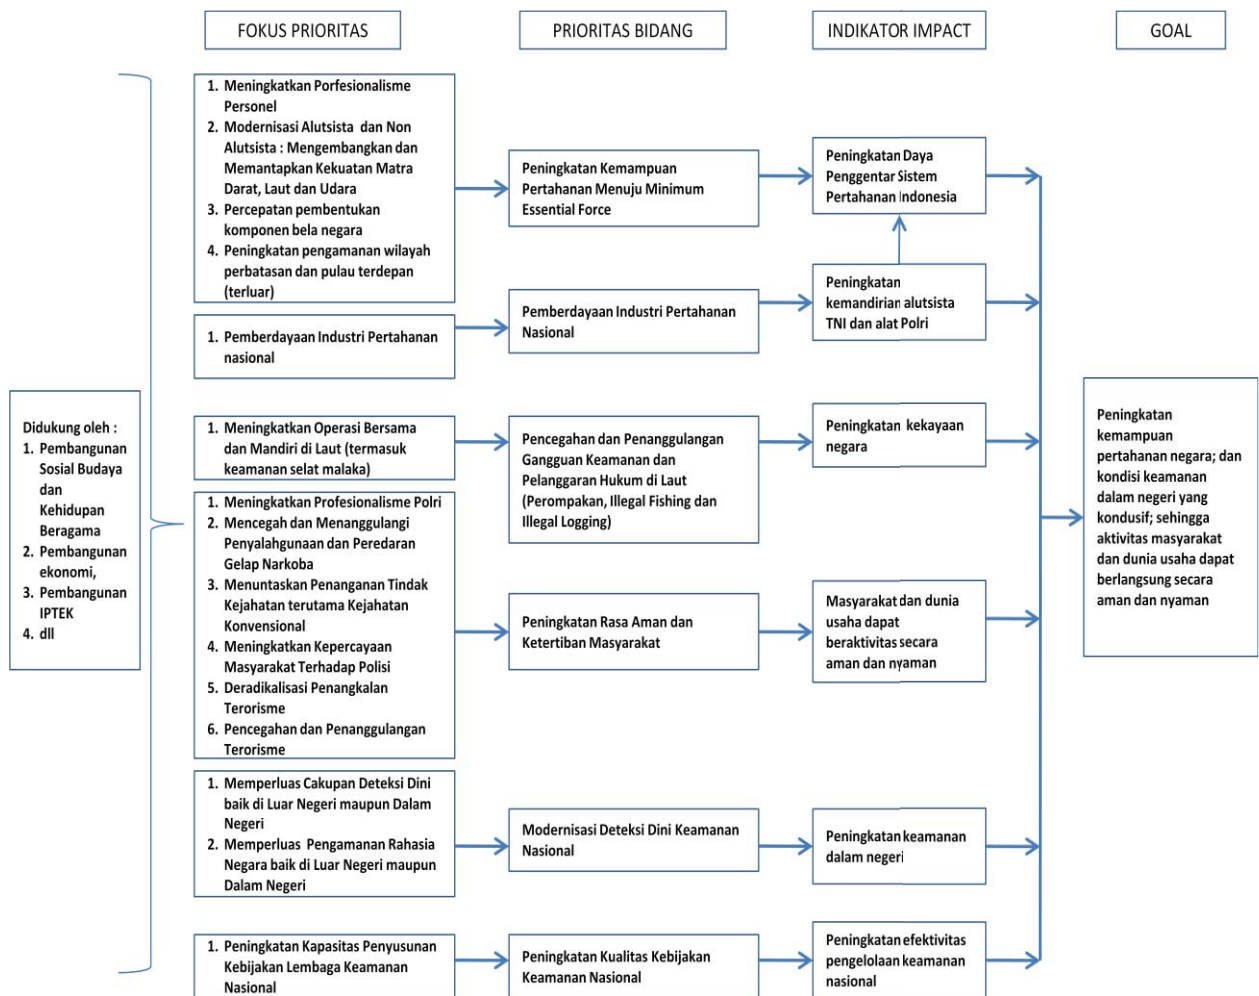 FOKUS PRIORITAS
PRIORITAS BIDANG
INDIKATOR IMPACT
GOAL
Didukung oleh :
1. Pembangunan
Sosial Budaya
dan
Kehidupan
Beragama
2. Pembangunan
ekonomi,
3. Pembangunan
IPTEK
4. dll
1. Meningkatkan Porfesionalisme
Personel
2. Modernisasi Alutsista dan Non
Alutsista : Mengembangkan dan
Memantapkan Kekuatan Matra
Darat, Laut dan Udara
3. Percepatan pembentukan
komponen bela negara
4. Peningkatan pengamanan wilayah
perbatasan dan pulau terdepan
(terluar)
Peningkatan Kemampuan
Pertahanan Menuju Minimum
Essential Force
Peningkatan Daya
Penggentar Sistem
Pertahanan Indonesia
1. Pemberdayaan Industri Pertahanan
nasional
Pemberdayaan Industri Pertahanan
Nasional
Peningkatan
kemandirian alutsista
TNI dan alat Polri
1. Meningkatkan Operasi Bersama
dan Mandiri di Laut (termasuk
keamanan selat malaka)
Pencegahan dan Penanggulangan
Gangguan Keamanan dan
Pelanggaran Hukum di Laut
(Perompakan, Illegal Fishing dan
Illegal Logging)
Peningkatan kekayaan
negara
1. Meningkatkan Profesionalisme Polri
2. Mencegah dan Menanggulangi
Penyalahgunaan dan Peredaran
Gelap Narkoba
3. Menuntaskan Penanganan Tindak
Kejahatan terutama Kejahatan
Konvensional
4. Meningkatkan Kepercayaan
Masyarakat Terhadap Polisi
5. Deradikalisasi Penangkalan
Terorisme
6. Pencegahan dan Penanggulangan
Terorisme
Peningkatan Rasa Aman dan
Ketertiban Masyarakat
Masyarakat dan dunia
usaha dapat
beraktivitas secara
aman dan nyaman
1. Memperluas Cakupan Deteksi Dini
baik di Luar Negeri maupun Dalam
Negeri
2. Memperluas Pengamanan Rahasia
Negara baik di Luar Negeri maupun
Dalam Negeri
Modernisasi Deteksi Dini Keamanan
Nasional
Peningkatan keamanan
dalam negeri
1. Peningkatan Kapasitas Penyusunan
Kebijakan Lembaga Keamanan
Nasional
Peningkatan Kualitas Kebijakan
Keamanan Nasional
Peningkatan efektivitas
pengelolaan keamanan
nasional
Peningkatan
kemampuan
pertahanan negara; dan
kondisi keamanan
dalam negeri yang
kondusif; sehingga
aktivitas masyarakat
dan dunia usaha dapat
berlangsung secara
aman dan nyaman